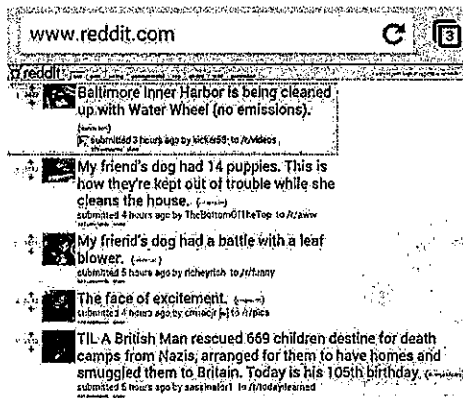 www.reddit.com
3
reddit
Baltimore Inner Harbor is being cleaned
up with Water Wheel (no emissions).
submitted 3 hours ago by kicker58 to /r/videos
My friend's dog had 14 puppies. This is
how they're kept out of trouble while she
cleans the house.
submitted 4 hours ago by TheBottomOfTheTop to /r/aww
My friend's dog had a battle with a leaf
blower.
submitted 5 hours ago by richeyrich to /r/funny
The face of excitement.
submitted 4 hours ago by to /r/pics
TIL A British Man rescued 669 children destine for death
camps from Nazis, arranged for them to have homes and
smuggled them to Britain. Today is his 105th birthday.
submitted 5 hours ago by sassinator1 to /r/todayilearned